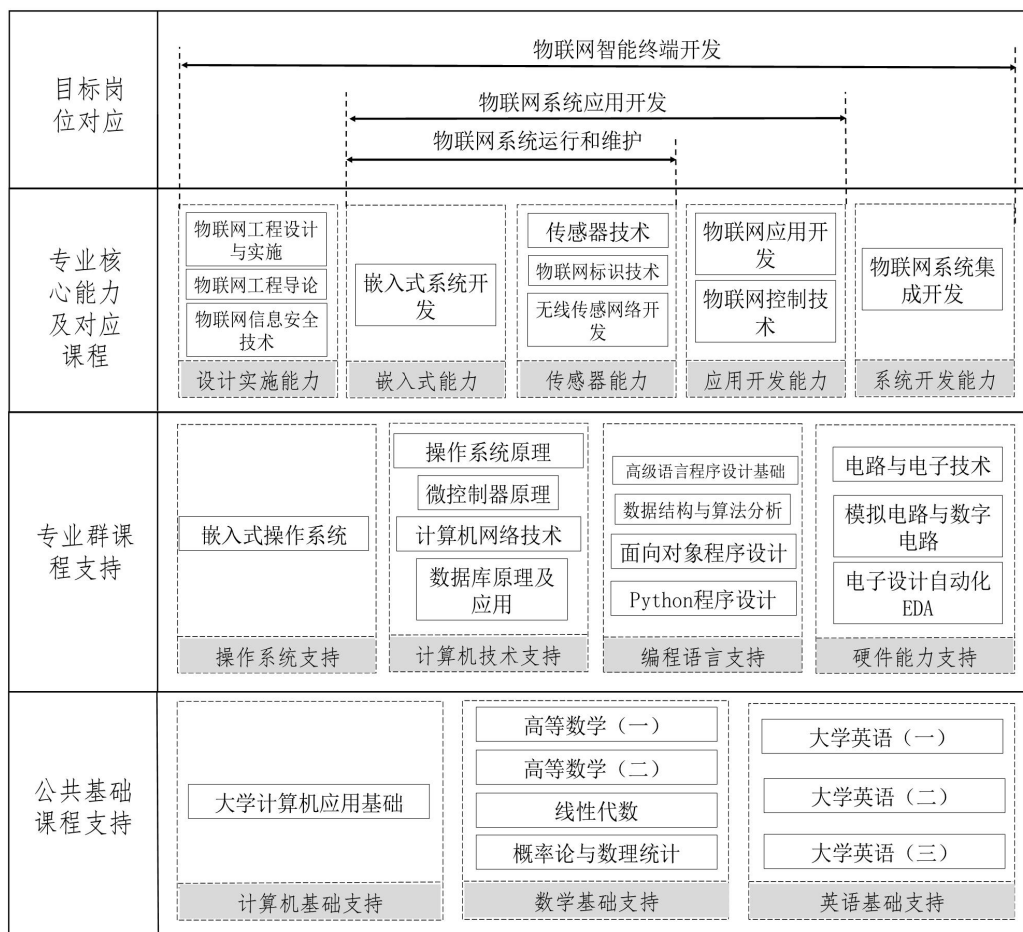 目标岗
位对应
物联网智能终端开发
物联网系统应用开发
物联网系统运行和维护
专业核
心能力
及对应
课程
物联网工程设计
与实施
物联网工程导论
物联网信息安全
技术
设计实施能力
嵌入式系统开
发
嵌入式能力
传感器技术
物联网标识技术
无线传感网络开
发
传感器能力
物联网应用开
发
物联网控制技
术
应用开发能力
物联网系统集
成开发
系统开发能力
专业群课
程支持
嵌入式操作系统
操作系统支持
操作系统原理
微控制器原理
计算机网络技术
数据库原理及
应用
计算机技术支持
高级语言程序设计基础
数据结构与算法分析
面向对象程序设计
Python程序设计
编程语言支持
电路与电子技术
模拟电路与数字
电路
电子设计自动化
EDA
硬件能力支持
公共基础
课程支持
大学计算机应用基础
计算机基础支持
高等数学（一）
高等数学（二）
线性代数
概率论与数理统计
数学基础支持
大学英语（一）
大学英语（二）
大学英语（三）
英语基础支持